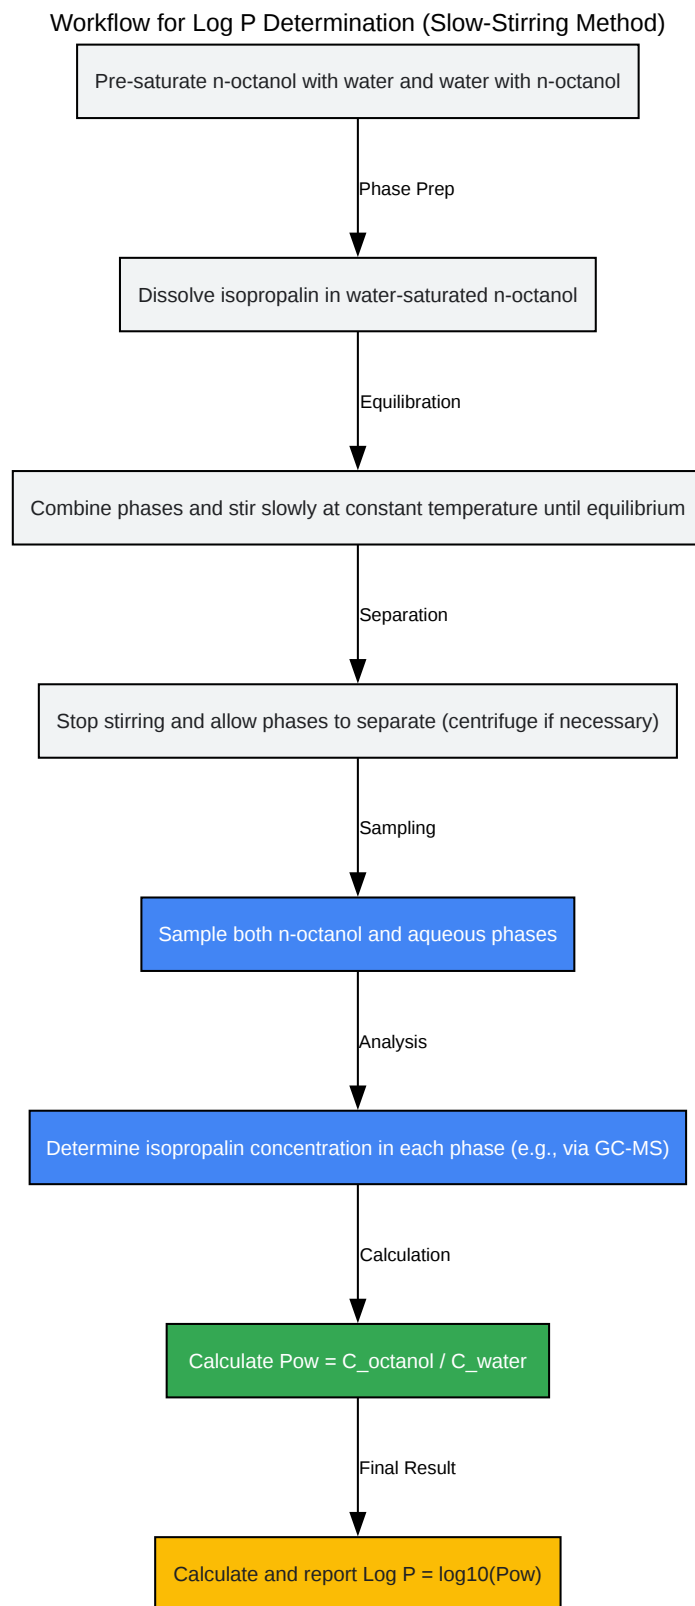 Workflow for Log P Determination (Slow-Stirring Method)
Pre-saturate n-octanol with water and water with n-octanol
Phase Prep
Dissolve isopropalin in water-saturated n-octanol
Equilibration
Combine phases and stir slowly at constant temperature until equilibrium
Separation
Stop stirring and allow phases to separate (centrifuge if necessary)
Sampling
Sample both n-octanol and aqueous phases
Analysis
Determine isopropalin concentration in each phase (e.g., via GC-MS)
Calculation
Calculate Pow = C_octanol / C_water
Final Result
Calculate and report Log P = log10(Pow)